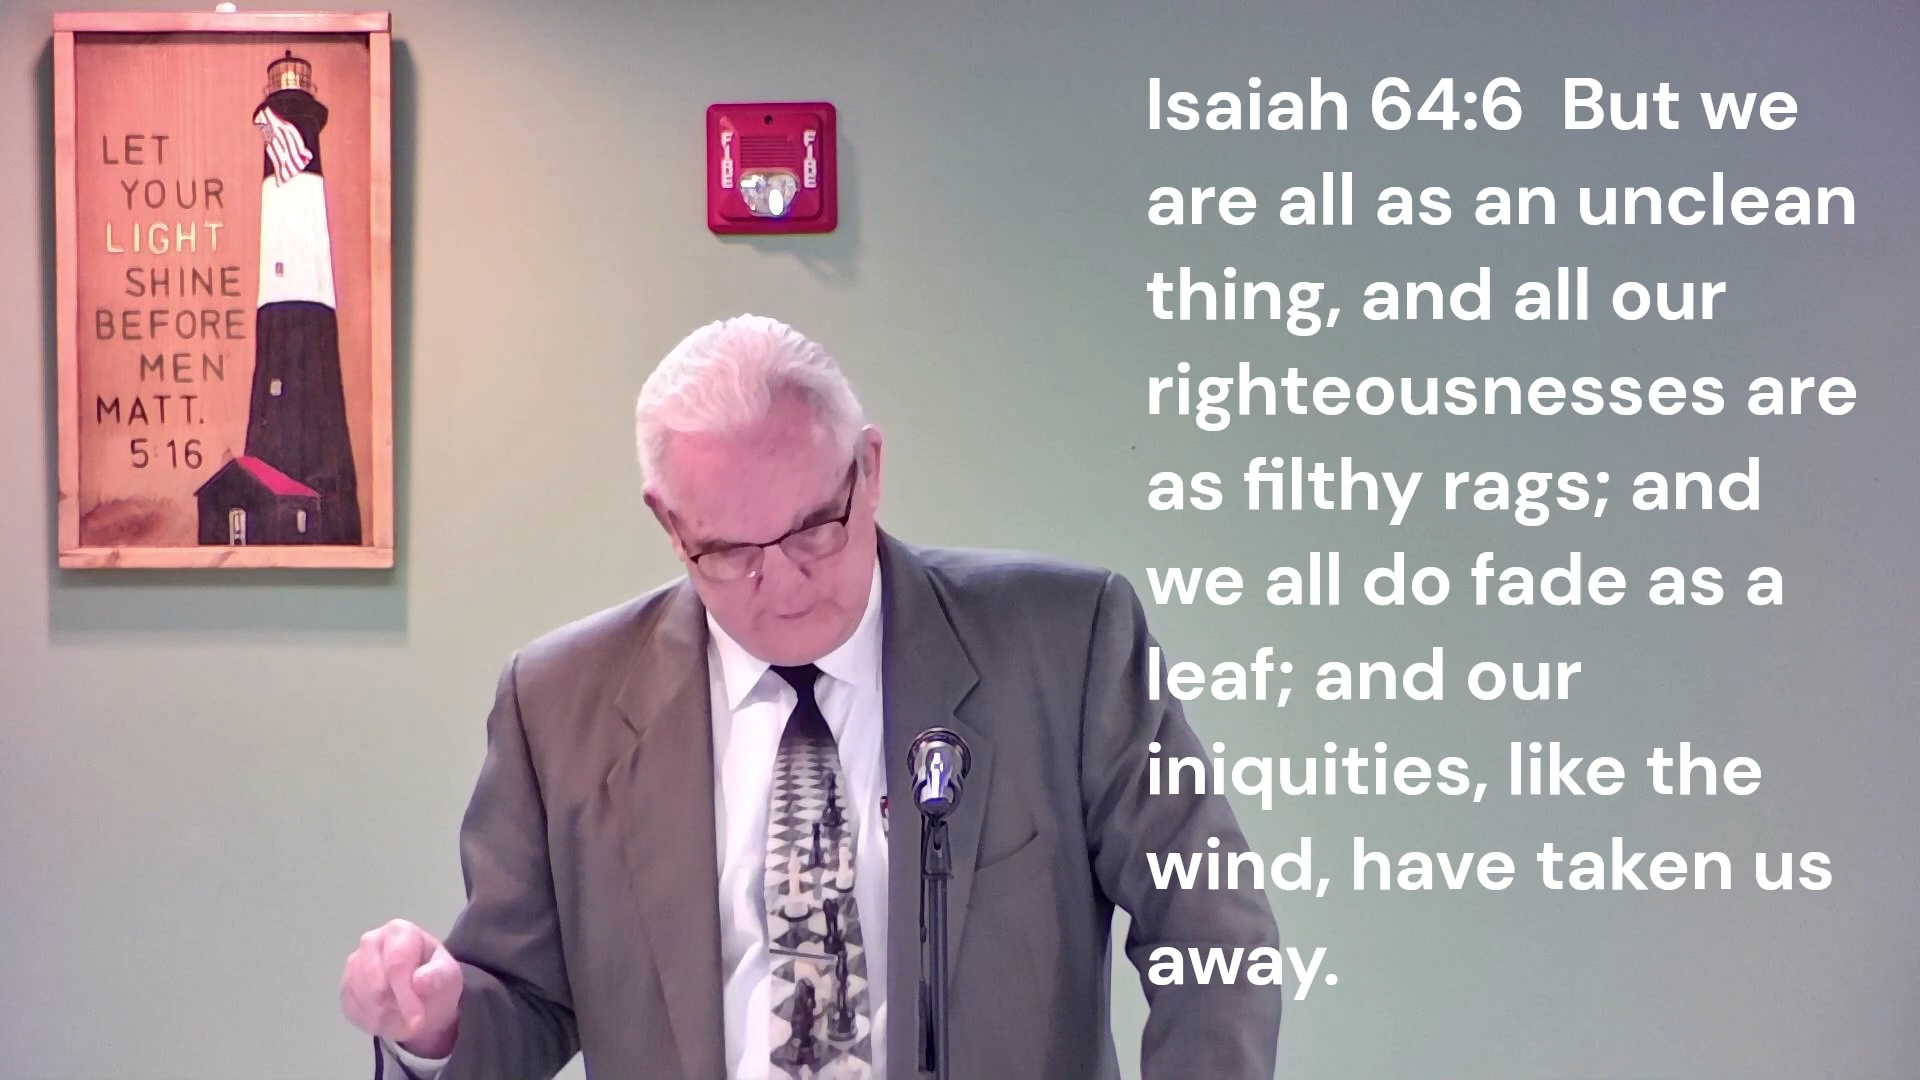 LET
YOUR
LIGHT
SHINE
BEFORE
MEN
MATT.
5:16
FIRE
FIRE
Isaiah 64:6  But we
are all as an unclean
thing, and all our
righteousnesses are
as filthy rags; and
we all do fade as a
leaf; and our
iniquities, like the
wind, have taken us
away.